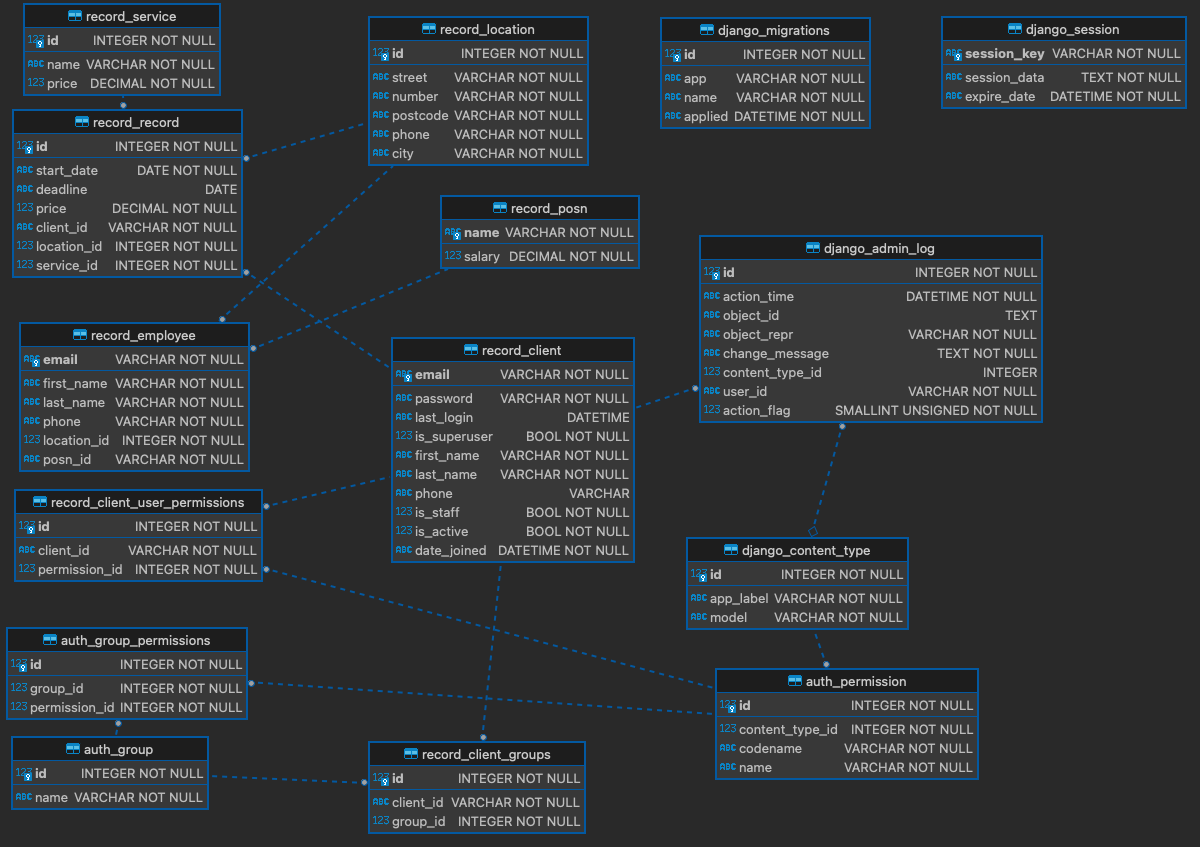 record_service
id INTEGER NOT NULL
name VARCHAR NOT NULL
price DECIMAL NOT NULL
record_location
id INTEGER NOT NULL
street VARCHAR NOT NULL
number VARCHAR NOT NULL
postcode VARCHAR NOT NULL
phone VARCHAR NOT NULL
city VARCHAR NOT NULL
django_migrations
id INTEGER NOT NULL
app VARCHAR NOT NULL
name VARCHAR NOT NULL
applied DATETIME NOT NULL
django_session
session_key VARCHAR NOT NULL
session_data TEXT NOT NULL
expire_date DATETIME NOT NULL
record_record
id INTEGER NOT NULL
start_date DATE NOT NULL
deadline DATE
price DECIMAL NOT NULL
client_id VARCHAR NOT NULL
location_id INTEGER NOT NULL
service_id INTEGER NOT NULL
record_posn
name VARCHAR NOT NULL
salary DECIMAL NOT NULL
django_admin_log
id INTEGER NOT NULL
action_time DATETIME NOT NULL
object_id TEXT
object_repr VARCHAR NOT NULL
change_message TEXT NOT NULL
content_type_id INTEGER
user_id VARCHAR NOT NULL
action_flag SMALLINT UNSIGNED NOT NULL
record_employee
email VARCHAR NOT NULL
first_name VARCHAR NOT NULL
last_name VARCHAR NOT NULL
phone VARCHAR NOT NULL
location_id INTEGER NOT NULL
posn_id VARCHAR NOT NULL
record_client
email VARCHAR NOT NULL
password VARCHAR NOT NULL
last_login DATETIME
is_superuser BOOL NOT NULL
first_name VARCHAR NOT NULL
last_name VARCHAR NOT NULL
phone VARCHAR
is_staff BOOL NOT NULL
is_active BOOL NOT NULL
date_joined DATETIME NOT NULL
record_client_user_permissions
id INTEGER NOT NULL
client_id VARCHAR NOT NULL
permission_id INTEGER NOT NULL
django_content_type
id INTEGER NOT NULL
app_label VARCHAR NOT NULL
model VARCHAR NOT NULL
auth_group_permissions
id INTEGER NOT NULL
group_id INTEGER NOT NULL
permission_id INTEGER NOT NULL
auth_permission
id INTEGER NOT NULL
content_type_id INTEGER NOT NULL
codename VARCHAR NOT NULL
name VARCHAR NOT NULL
auth_group
id INTEGER NOT NULL
name VARCHAR NOT NULL
record_client_groups
id INTEGER NOT NULL
client_id VARCHAR NOT NULL
group_id INTEGER NOT NULL